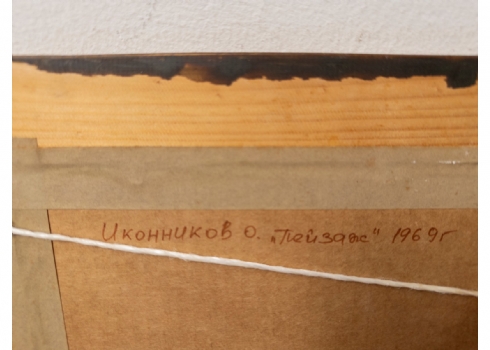 Иконников О. „Пейзаж" 1969г